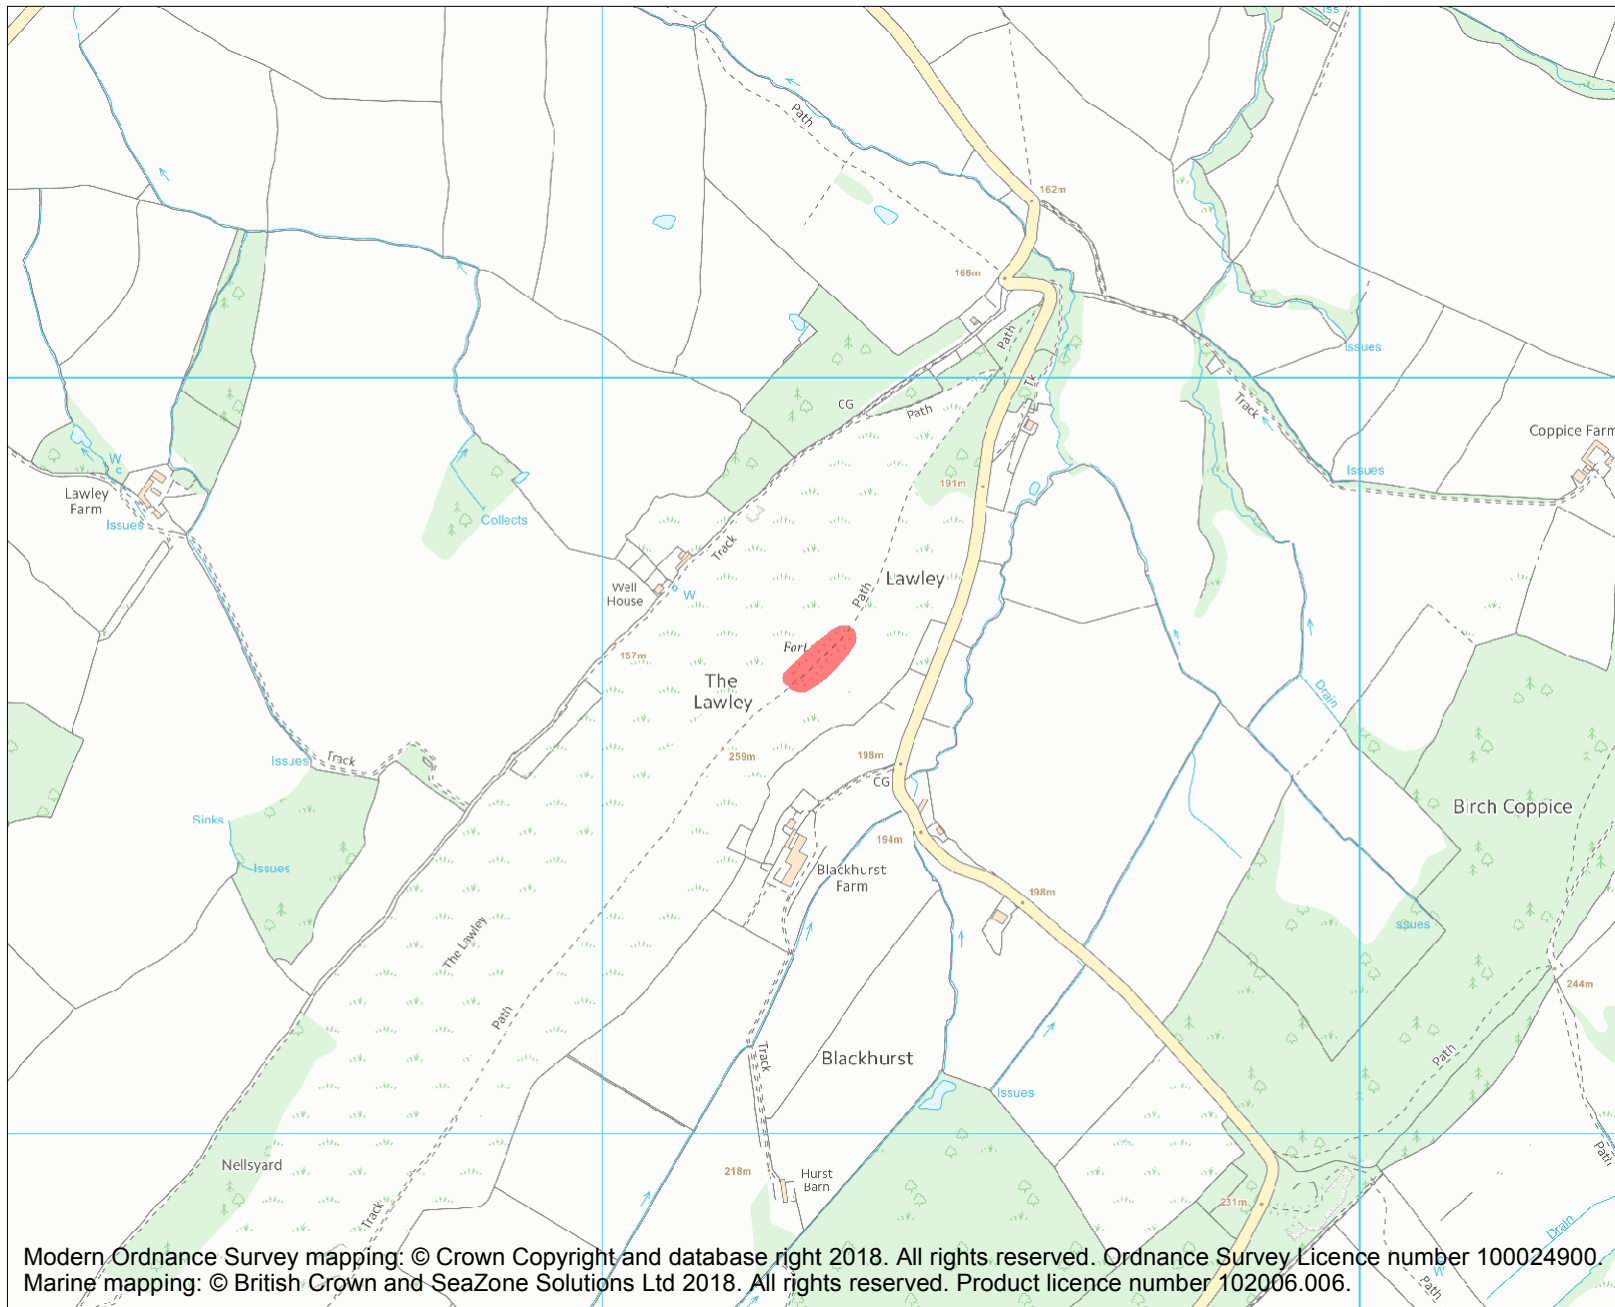 Iss
Path
162m
166m
Path
Issues
CG
Path
Tk
Track
Coppice Farm
W
Lawley
Farm
Issues
191m
Issues
Collects
Track
Lawley
Well
House
W
Path
Fort
157m
The
Lawley
Drain
Issues
Track
259m
198m
CG
Sinks
Birch Coppice
194m
Issues
Blackhurst
Farm
198m
ssues
The Lawley
244m
Path
Path
Track
Blackhurst
Issues
Path
Nellsyard
218m
Hurst
Barn
231m
Track
Drain
W
Path
Modern Ordnance Survey mapping: © Crown Copyright and database right 2018. All rights reserved. Ordnance Survey Licence number 100024900.
Marine mapping: © British Crown and SeaZone Solutions Ltd 2018. All rights reserved. Product licence number 102006.006.